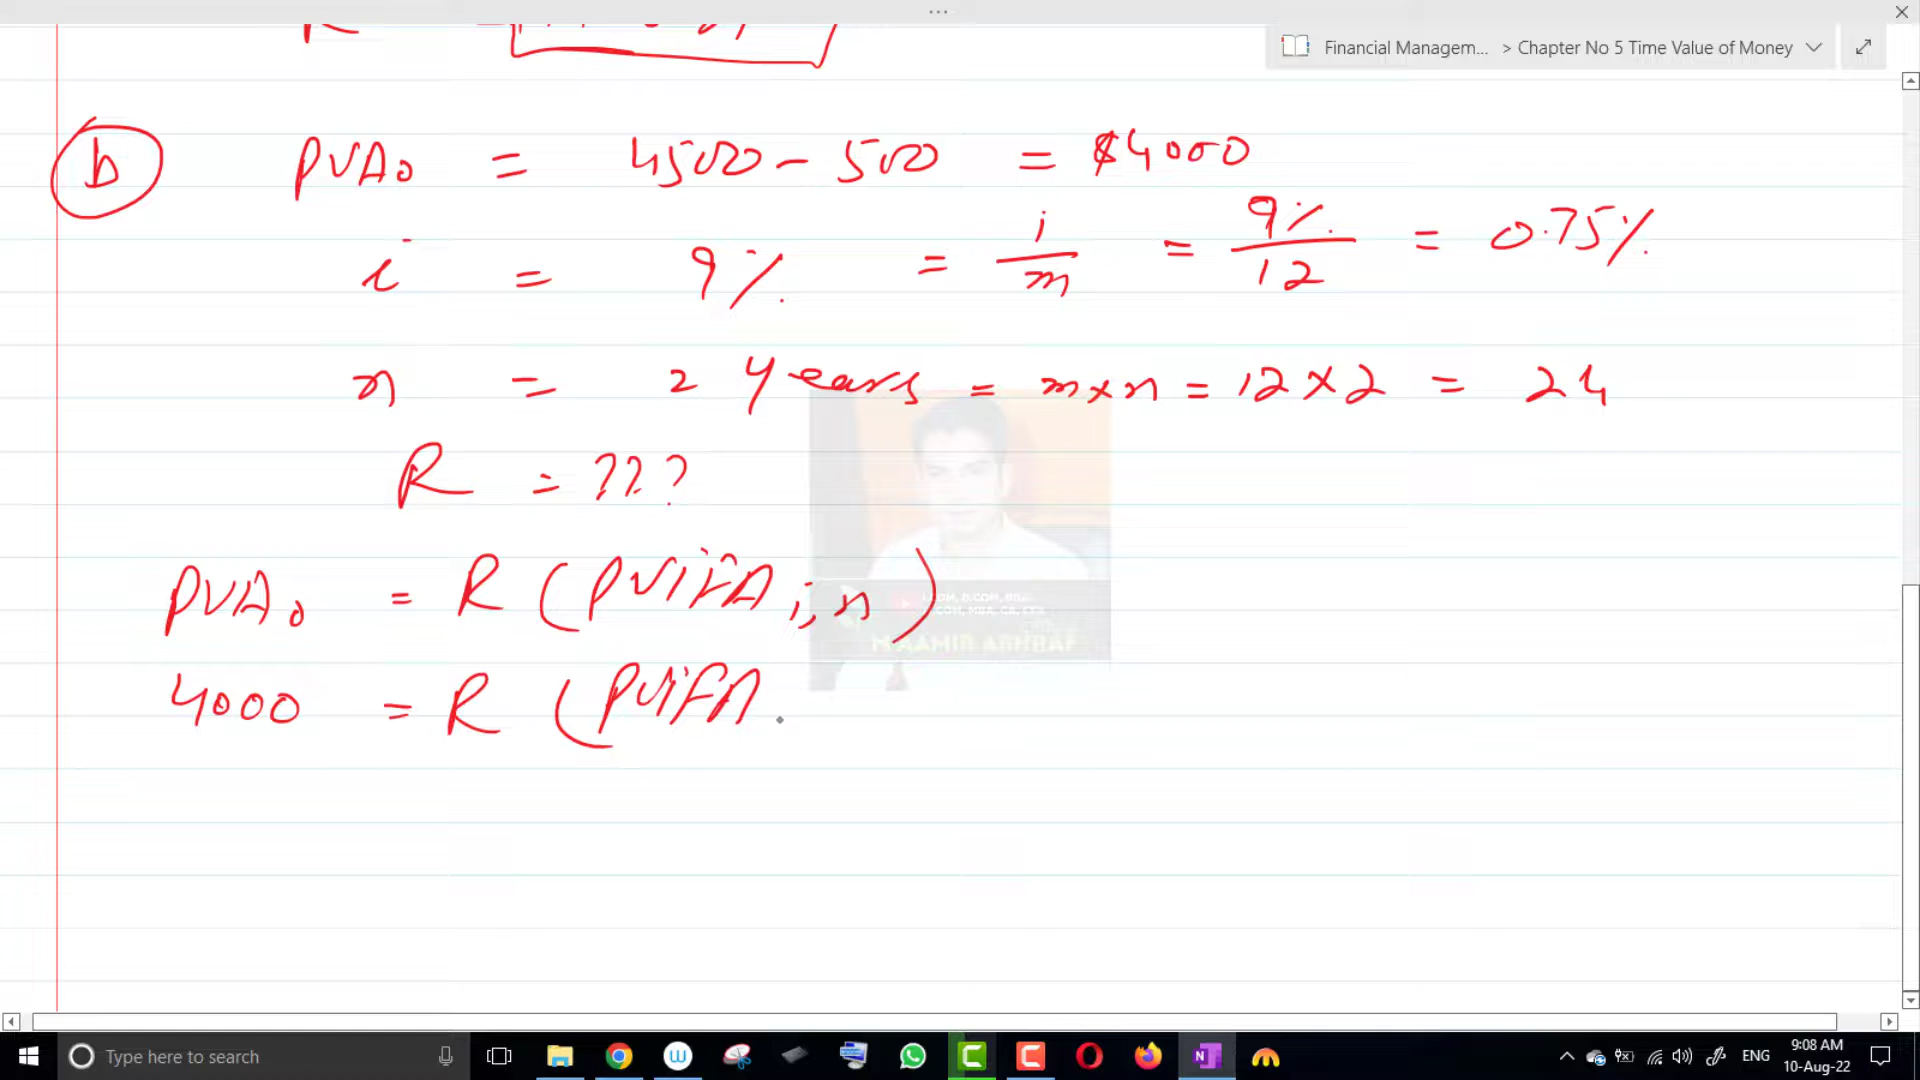 Financial Managem... > Chapter No 5 Time Value of Money
b PVA0 = 4500 - 500 = $4000
i = 9% = i/m = 9%/12 = 0.75%
n = 2 years = m×n = 12×2 = 24
R = ???
PVA0 = R (PVIFA i, n)
4000 = R (PVIFA
M AAMIR ASHRAF
Type here to search
ENG
9:08 AM
10-Aug-22